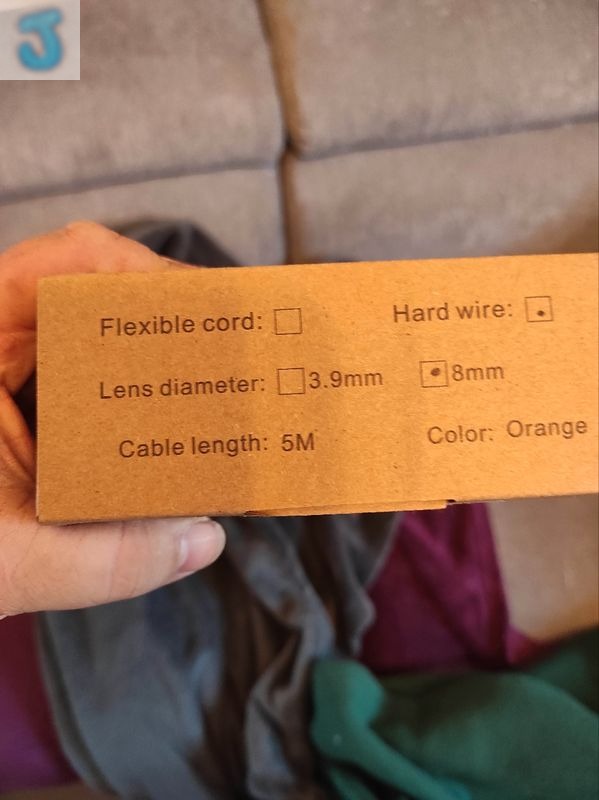 J
Flexible cord: Hard wire:
Lens diameter: 3.9mm 8mm
Cable length: 5M Color: Orange